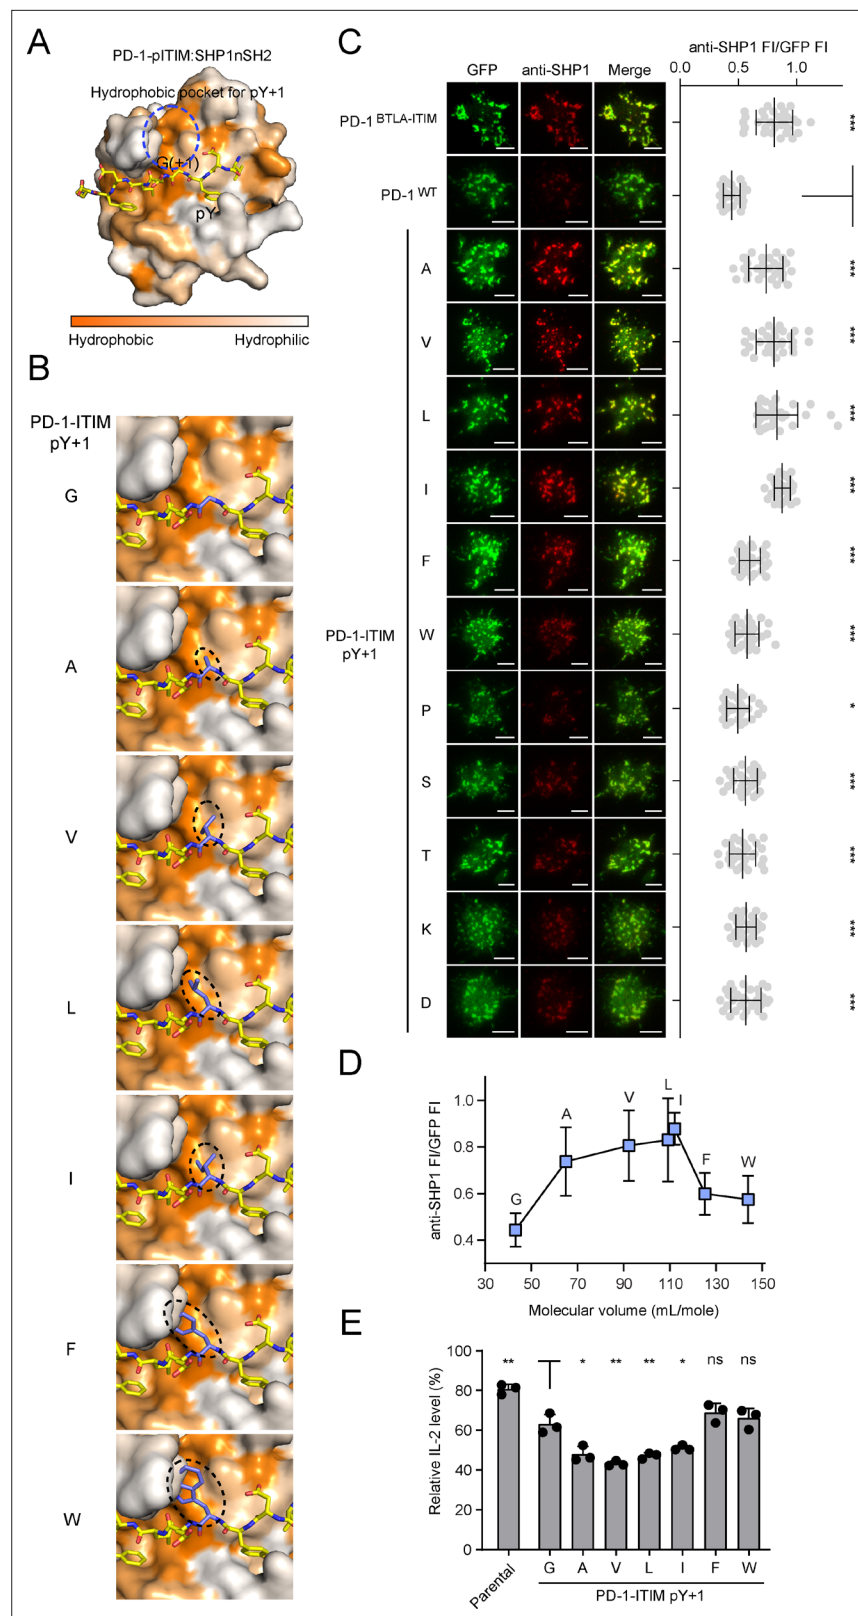 A
PD-1-pITIM:SHP1nSH2
Hydrophobic pocket for pY+1
G(+1)
pY
Hydrophobic
Hydrophilic
B
PD-1-ITIM
pY+1
G
A
V
L
I
F
W
C
anti-SHP1 FI/GFP FI
GFP
anti-SHP1
Merge
0.0
0.5
1.0
PD-1 BTLA-ITIM
***
PD-1 WT
PD-1-ITIM
pY+1
A
***
V
***
L
***
I
***
F
***
W
***
P
*
S
***
T
***
K
***
D
***
D
anti-SHP1 FI/GFP FI
1.0
0.8
0.6
0.4
G
A
V
L
I
F
W
30
50
70
90
110
130
150
Molecular volume (mL/mole)
E
Relative IL-2 level (%)
100
80
60
40
20
0
**
*
**
**
*
ns
ns
Parental
G
A
V
L
I
F
W
PD-1-ITIM pY+1